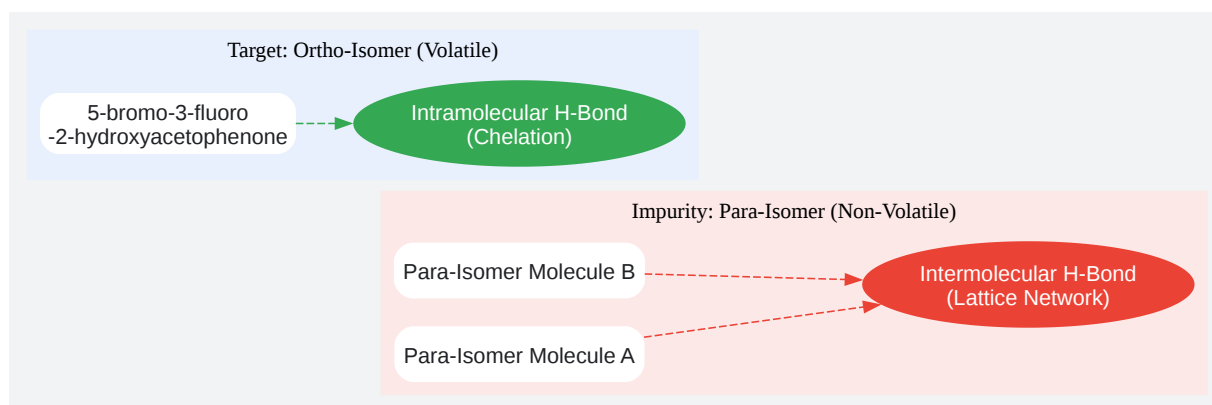 Target: Ortho-Isomer (Volatile)
5-bromo-3-fluoro
-2-hydroxyacetophenone
Intramolecular H-Bond
(Chelation)
Impurity: Para-Isomer (Non-Volatile)
Para-Isomer Molecule B
Intermolecular H-Bond
(Lattice Network)
Para-Isomer Molecule A